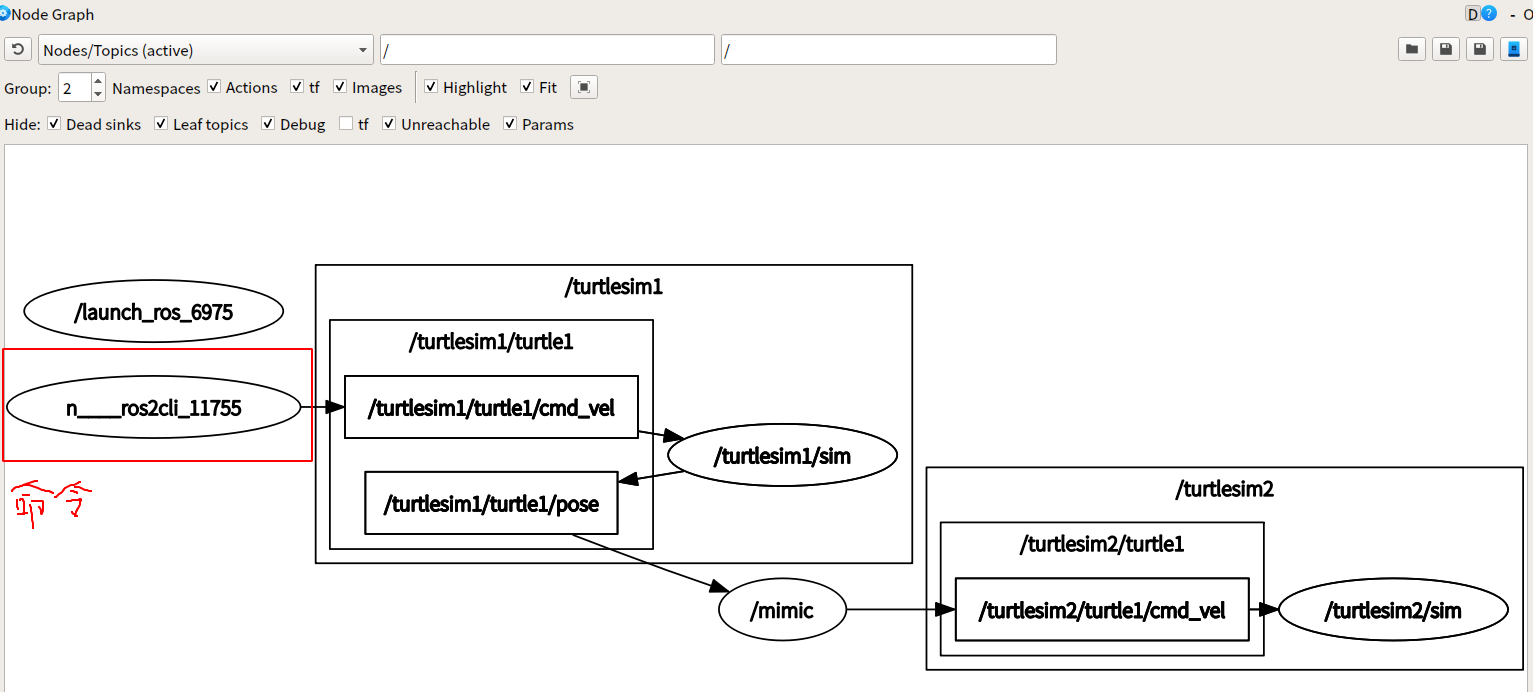 Node Graph
D ? - O
Nodes/Topics (active) / /
Group: 2 Namespaces Actions tf Images Highlight Fit
Hide: Dead sinks Leaf topics Debug tf Unreachable Params
/turtlesim1
/launch_ros_6975
/turtlesim1/turtle1
n____ros2cli_11755
/turtlesim1/turtle1/cmd_vel
/turtlesim1/sim
/turtlesim1/turtle1/pose
/turtlesim2
/turtlesim2/turtle1
/mimic
/turtlesim2/turtle1/cmd_vel
/turtlesim2/sim